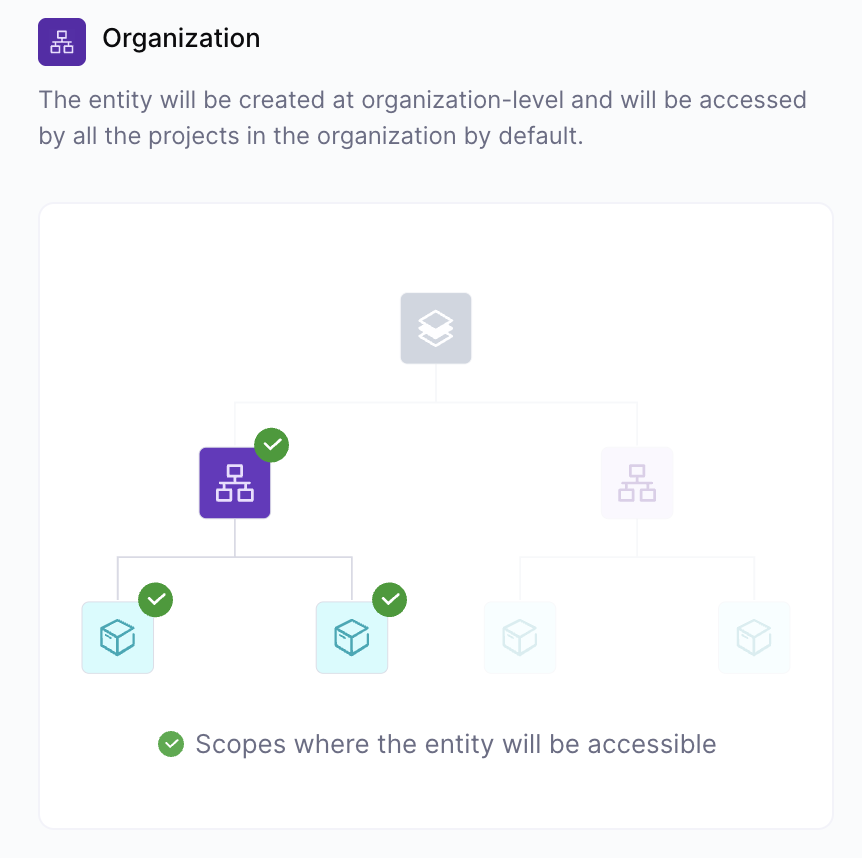 Organization
The entity will be created at organization-level and will be accessed
by all the projects in the organization by default.
Scopes where the entity will be accessible